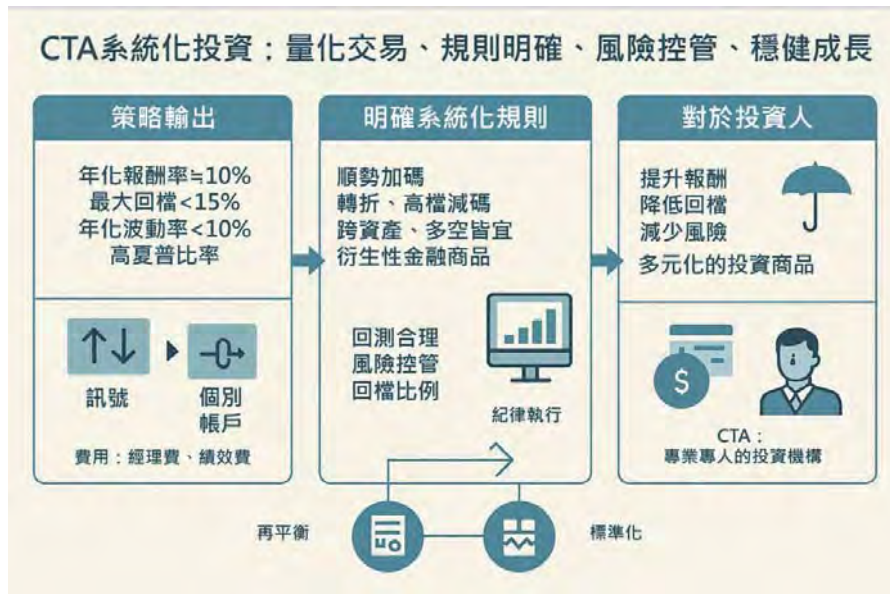 CTA系統化投資：量化交易、規則明確、風險控管、穩健成長
策略輸出
年化報酬率≒10%
最大回檔<15%
年化波動率<10%
高夏普比率
訊號
個別
帳戶
費用：經理費、績效費
明確系統化規則
順勢加碼
轉折、高檔減碼
跨資產、多空皆宜
衍生性金融商品
回測合理
風險控管
回檔比例
紀律執行
對於投資人
提升報酬
降低回檔
減少風險
多元化的投資商品
$
CTA：
專業專人的投資機構
再平衡
標準化